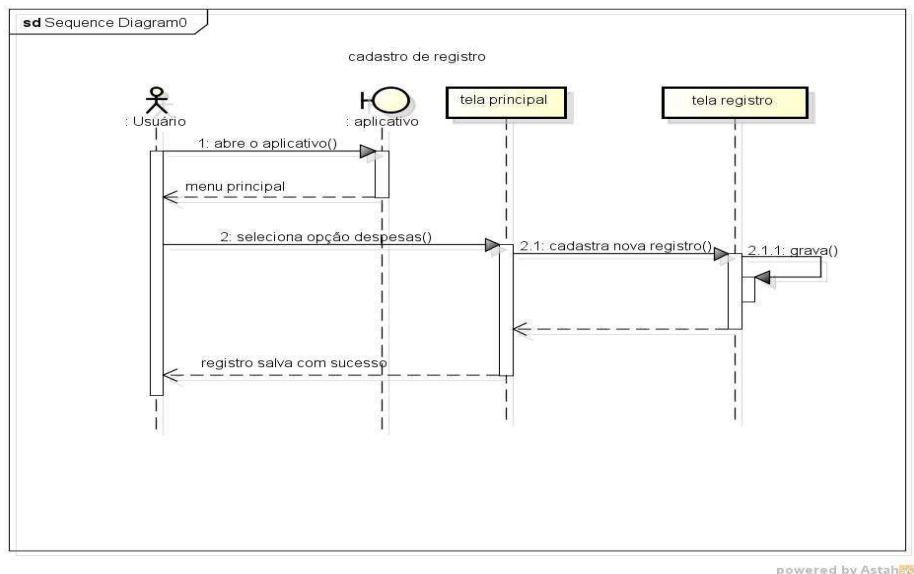 sd Sequence Diagram0
cadastro de registro
: Usuário
: aplicativo
tela principal
tela registro
1: abre o aplicativo()
menu principal
2: seleciona opção despesas()
2.1: cadastra nova registro()
2.1.1: grava()
registro salva com sucesso
powered by Astah